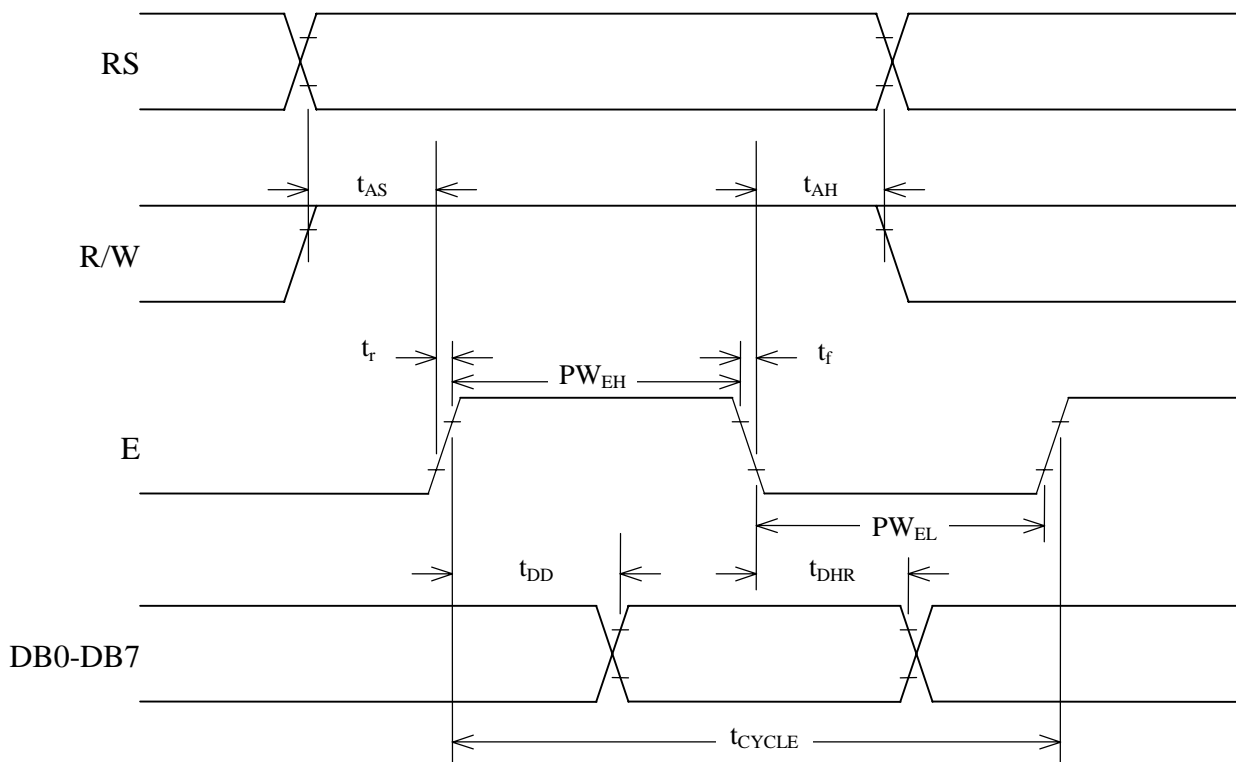 RS
t_AS
t_AH
R/W
t_r
PW_EH
t_f
E
PW_EL
t_DD
t_DHR
DB0-DB7
t_CYCLE